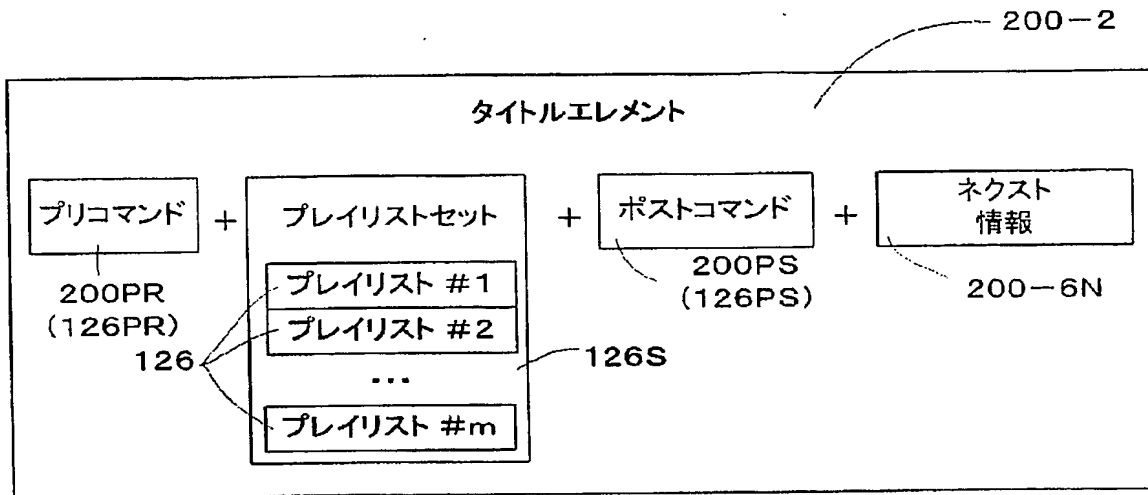 200-2
タイトルエレメント
プリコマンド + プレイリストセット + ポストコマンド + ネクスト
情報
200PR
(126PR)
プレイリスト #1
プレイリスト #2
126
126S
...
プレイリスト #m
200PS
(126PS)
200-6N